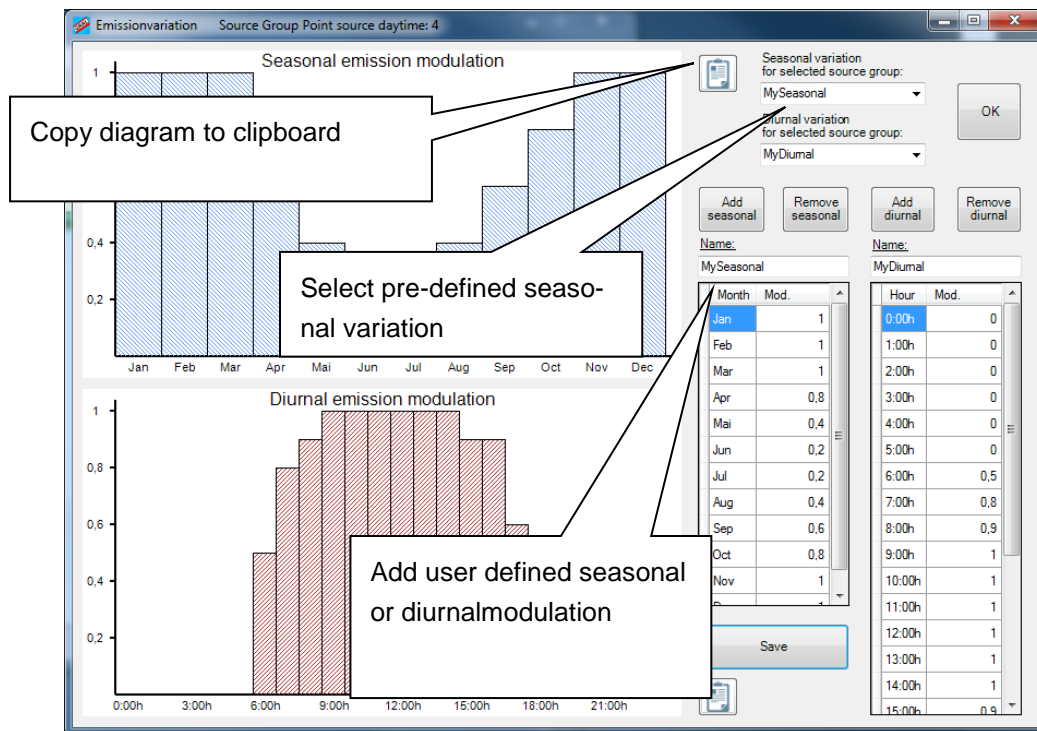 Emissionvariation Source Group Point source daytime: 4
Seasonal emission modulation
1
0,4
0,2
Jan Feb Mar Apr Mai Jun Jul Aug Sep Oct Nov Dec
Copy diagram to clipboard
Select pre-defined seaso-
nal variation
Diurnal emission modulation
1
0,8
0,6
0,4
0,2
0:00h 3:00h 6:00h 9:00h 12:00h 15:00h 18:00h 21:00h
Add user defined seasonal
or diurnalmodulation
Seasonal variation
for selected source group:
MySeasonal
Diurnal variation
for selected source group:
MyDiurnal
OK
Add seasonal
Remove seasonal
Add diurnal
Remove diurnal
Name:
MySeasonal
Month Mod.
Jan 1
Feb 1
Mar 1
Apr 0,8
Mai 0,4
Jun 0,2
Jul 0,2
Aug 0,4
Sep 0,6
Oct 0,8
Nov 1
Save
Name:
MyDiurnal
Hour Mod.
0:00h 0
1:00h 0
2:00h 0
3:00h 0
4:00h 0
5:00h 0
6:00h 0,5
7:00h 0,8
8:00h 0,9
9:00h 1
10:00h 1
11:00h 1
12:00h 1
13:00h 1
14:00h 1
15:00h 0,9